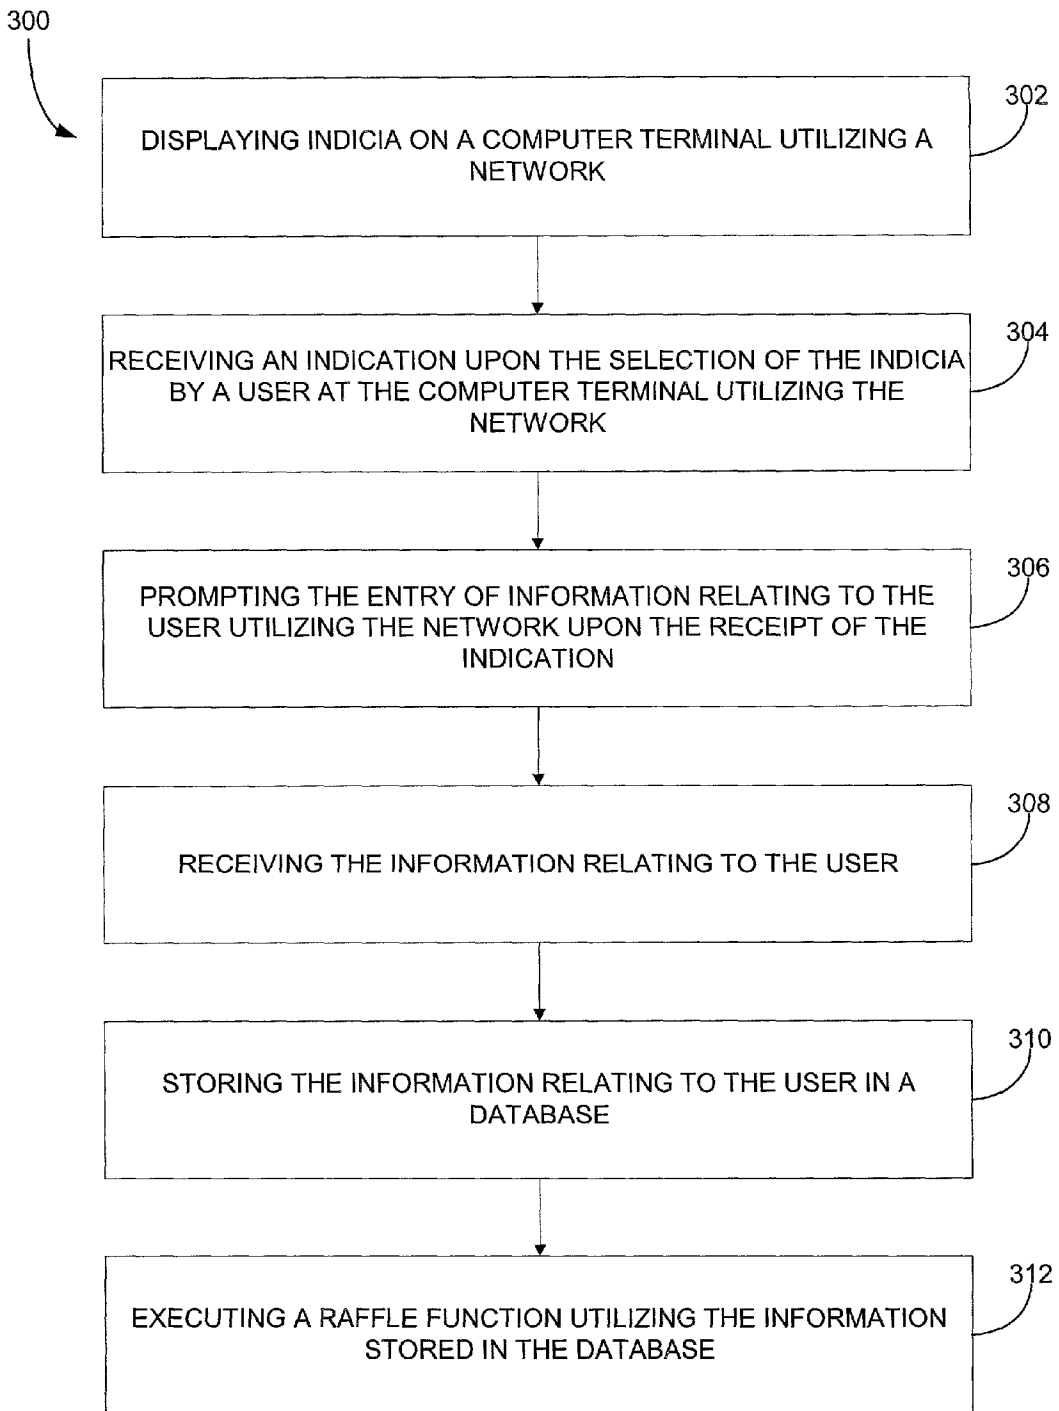 300
302
DISPLAYING INDICIA ON A COMPUTER TERMINAL UTILIZING A
NETWORK
304
RECEIVING AN INDICATION UPON THE SELECTION OF THE INDICIA
BY A USER AT THE COMPUTER TERMINAL UTILIZING THE
NETWORK
306
PROMPTING THE ENTRY OF INFORMATION RELATING TO THE
USER UTILIZING THE NETWORK UPON THE RECEIPT OF THE
INDICATION
308
RECEIVING THE INFORMATION RELATING TO THE USER
310
STORING THE INFORMATION RELATING TO THE USER IN A
DATABASE
312
EXECUTING A RAFFLE FUNCTION UTILIZING THE INFORMATION
STORED IN THE DATABASE